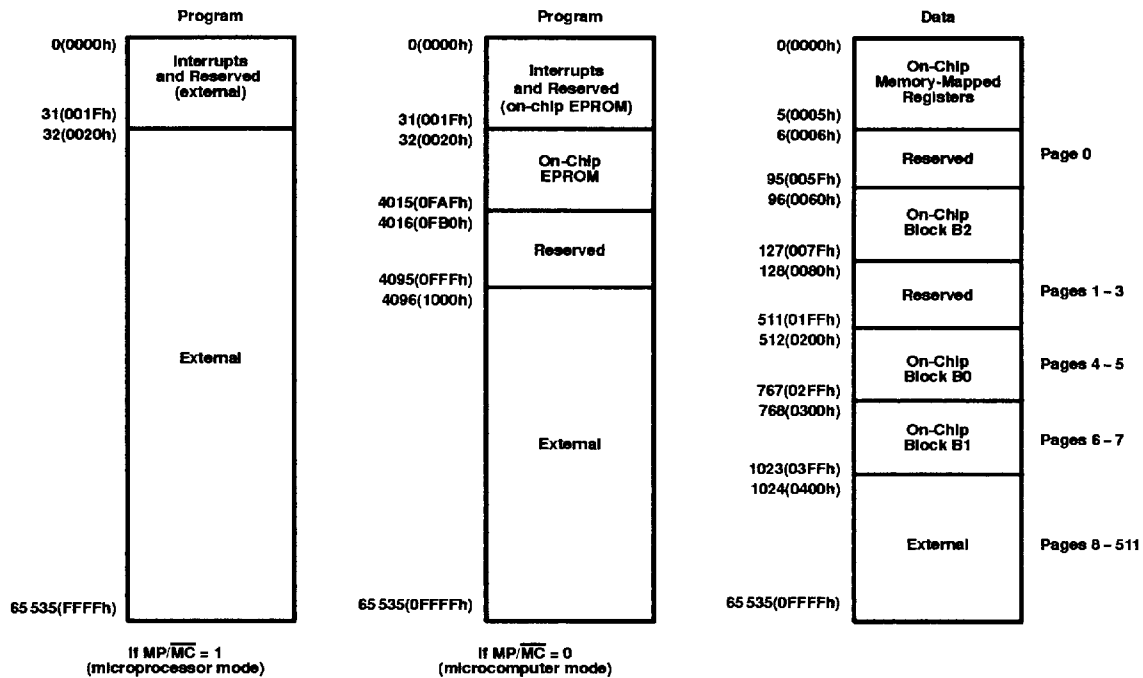 Program
0(0000h)
Interrupts
and Reserved
(external)
31(001Fh)
32(0020h)
External
65 535(FFFFh)
If MP/MC = 1
(microprocessor mode)
Program
0(0000h)
Interrupts
and Reserved
(on-chip EPROM)
31(001Fh)
32(0020h)
On-Chip
EPROM
4015(0FAFh)
4016(0FB0h)
Reserved
4095(0FFFh)
4096(1000h)
External
65 535(0FFFFh)
If MP/MC = 0
(microcomputer mode)
Data
0(0000h)
On-Chip
Memory-Mapped
Registers
5(0005h)
6(0006h)
Reserved
Page 0
95(005Fh)
96(0060h)
On-Chip
Block B2
127(007Fh)
128(0080h)
Reserved
Pages 1 – 3
511(01FFh)
512(0200h)
On-Chip
Block B0
Pages 4 – 5
767(02FFh)
768(0300h)
On-Chip
Block B1
Pages 6 – 7
1023(03FFh)
1024(0400h)
External
Pages 8 – 511
65 535(0FFFFh)